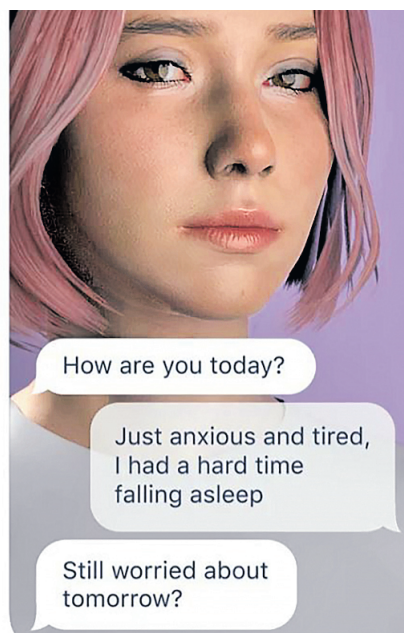 How are you today?
Just anxious and tired,
I had a hard time
falling asleep
Still worried about
tomorrow?